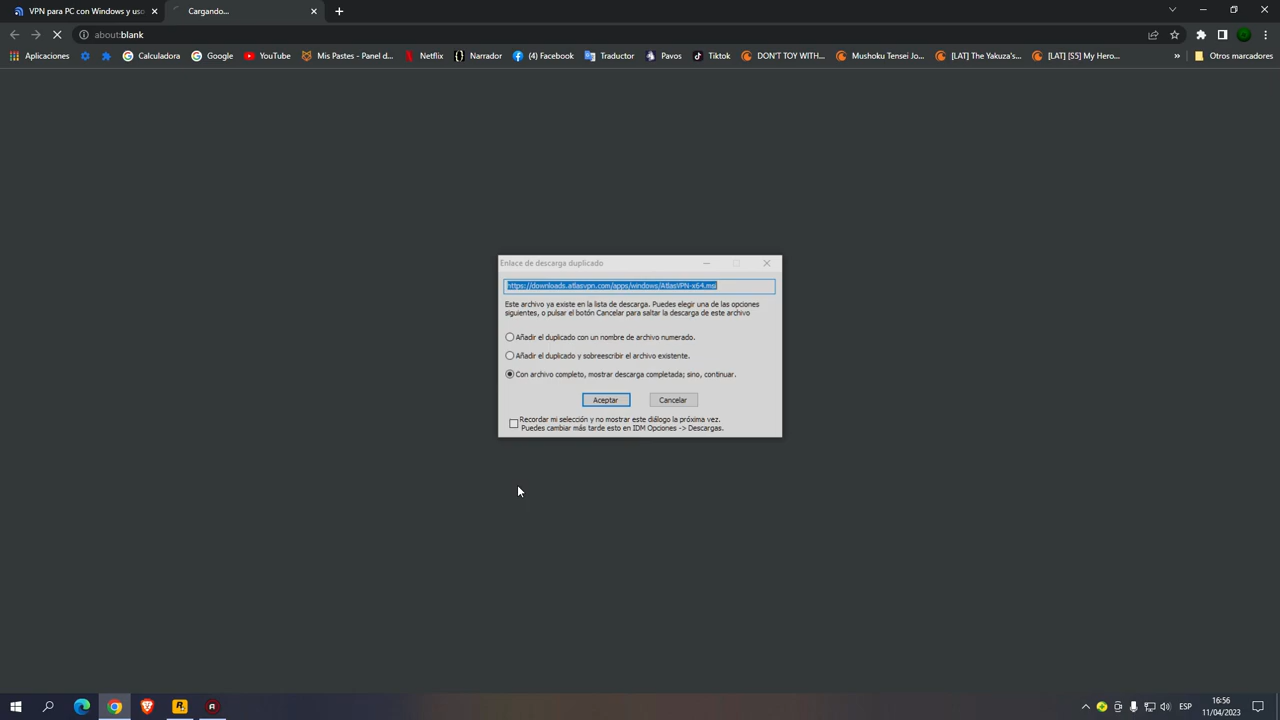 VPN para PC con Windows y uso
Cargando...
about:blank
Aplicaciones
Calculadora
Google
YouTube
Mis Pastes - Panel d...
Netflix
Narrador
(4) Facebook
Traductor
Pavos
Tiktok
DON'T TOY WITH...
Mushoku Tensei Jo...
[LAT] The Yakuza's...
[LAT] [S5] My Hero...
»
Otros marcadores
Enlace de descarga duplicado
https://downloads.atlasvpn.com/apps/windows/AtlasVPN-x64.msi
Este archivo ya existe en la lista de descarga. Puedes elegir una de las opciones
siguientes, o pulsar el botón Cancelar para saltar la descarga de este archivo
Añadir el duplicado con un nombre de archivo numerado.
Añadir el duplicado y sobreescribir el archivo existente.
Con archivo completo, mostrar descarga completada; sino, continuar.
Aceptar
Cancelar
Recordar mi selección y no mostrar este diálogo la próxima vez.
Puedes cambiar más tarde esto en IDM Opciones -> Descargas.
ESP
16:56
11/04/2023